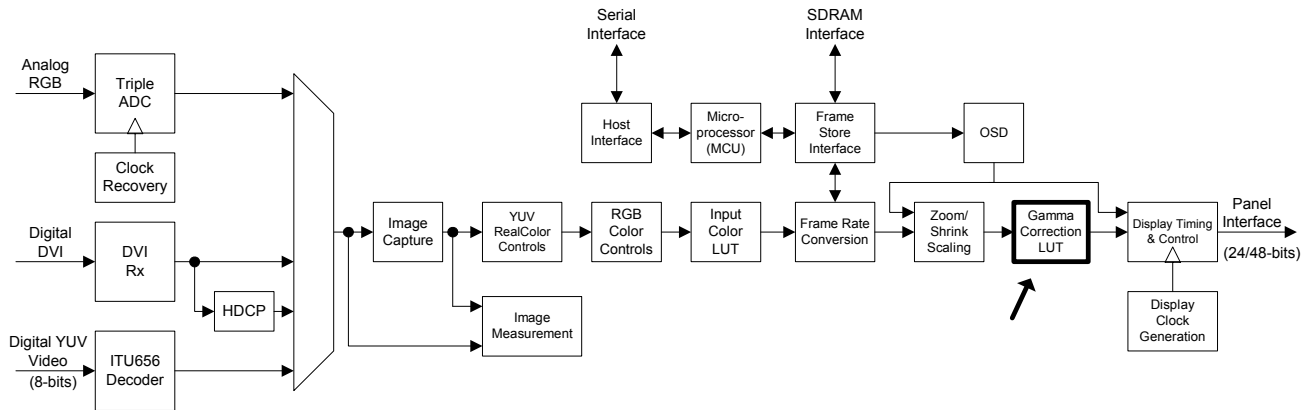 Serial
Interface
SDRAM
Interface
Analog
RGB
Triple
ADC
Clock
Recovery
Host
Interface
Micro-
processor
(MCU)
Frame
Store
Interface
OSD
Digital
DVI
DVI
Rx
HDCP
Digital YUV
Video
(8-bits)
ITU656
Decoder
Image
Capture
YUV
RealColor
Controls
RGB
Color
Controls
Input
Color
LUT
Frame Rate
Conversion
Zoom/
Shrink
Scaling
Gamma
Correction
LUT
Display Timing
& Control
Panel
Interface
(24/48-bits)
Image
Measurement
Display
Clock
Generation